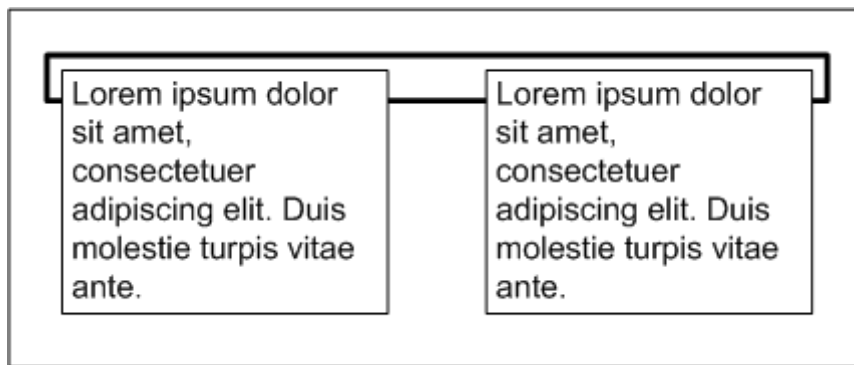 Lorem ipsum dolor
sit amet,
consectetuer
adipiscing elit. Duis
molestie turpis vitae
ante.
Lorem ipsum dolor
sit amet,
consectetuer
adipiscing elit. Duis
molestie turpis vitae
ante.